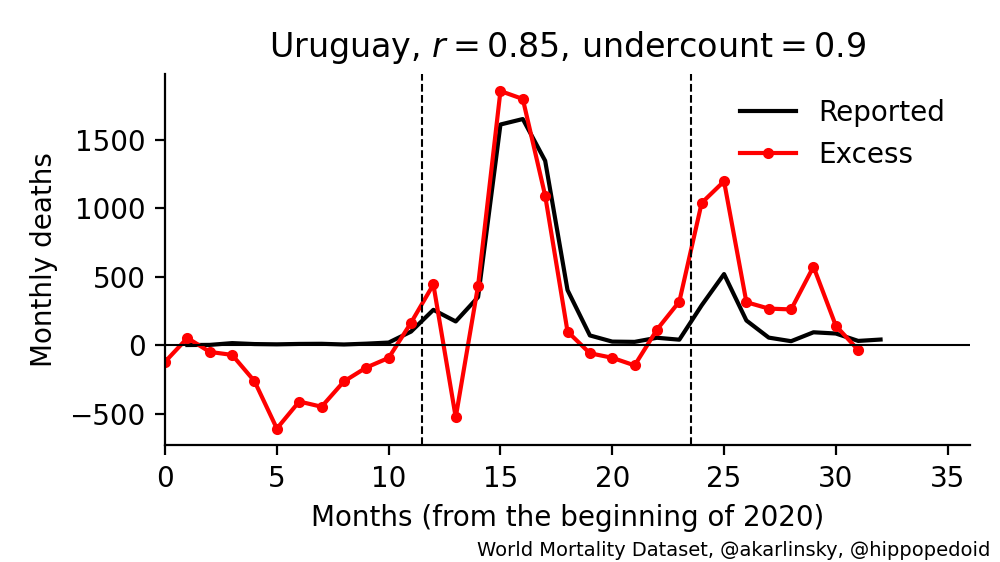 Uruguay, r = 0.85, undercount = 0.9
Reported
Excess
Monthly deaths
1500
1000
500
0
−500
0 5 10 15 20 25 30 35
Months (from the beginning of 2020)
World Mortality Dataset, @akarlinsky, @hippopedoid